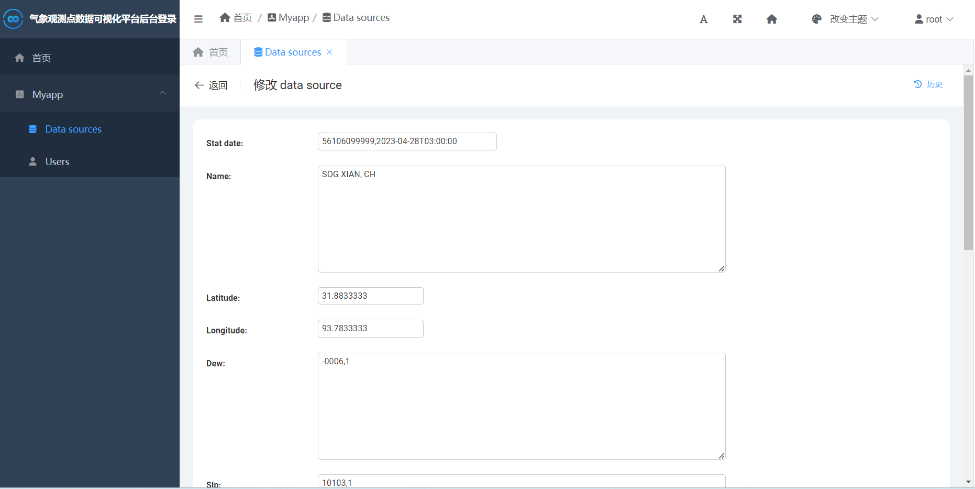 气象观测点数据可视化平台后台登录
首页 / Myapp / Data sources
A
改变主题
root
首页
Myapp
Data sources
Users
首页
Data sources ×
返回
修改 data source
历史
Stat date:
56106099999,2023-04-28T03:00:00
Name:
SOG XIAN, CH
Latitude:
31.8833333
Longitude:
93.7833333
Dew:
-0006,1
Slp:
10103,1